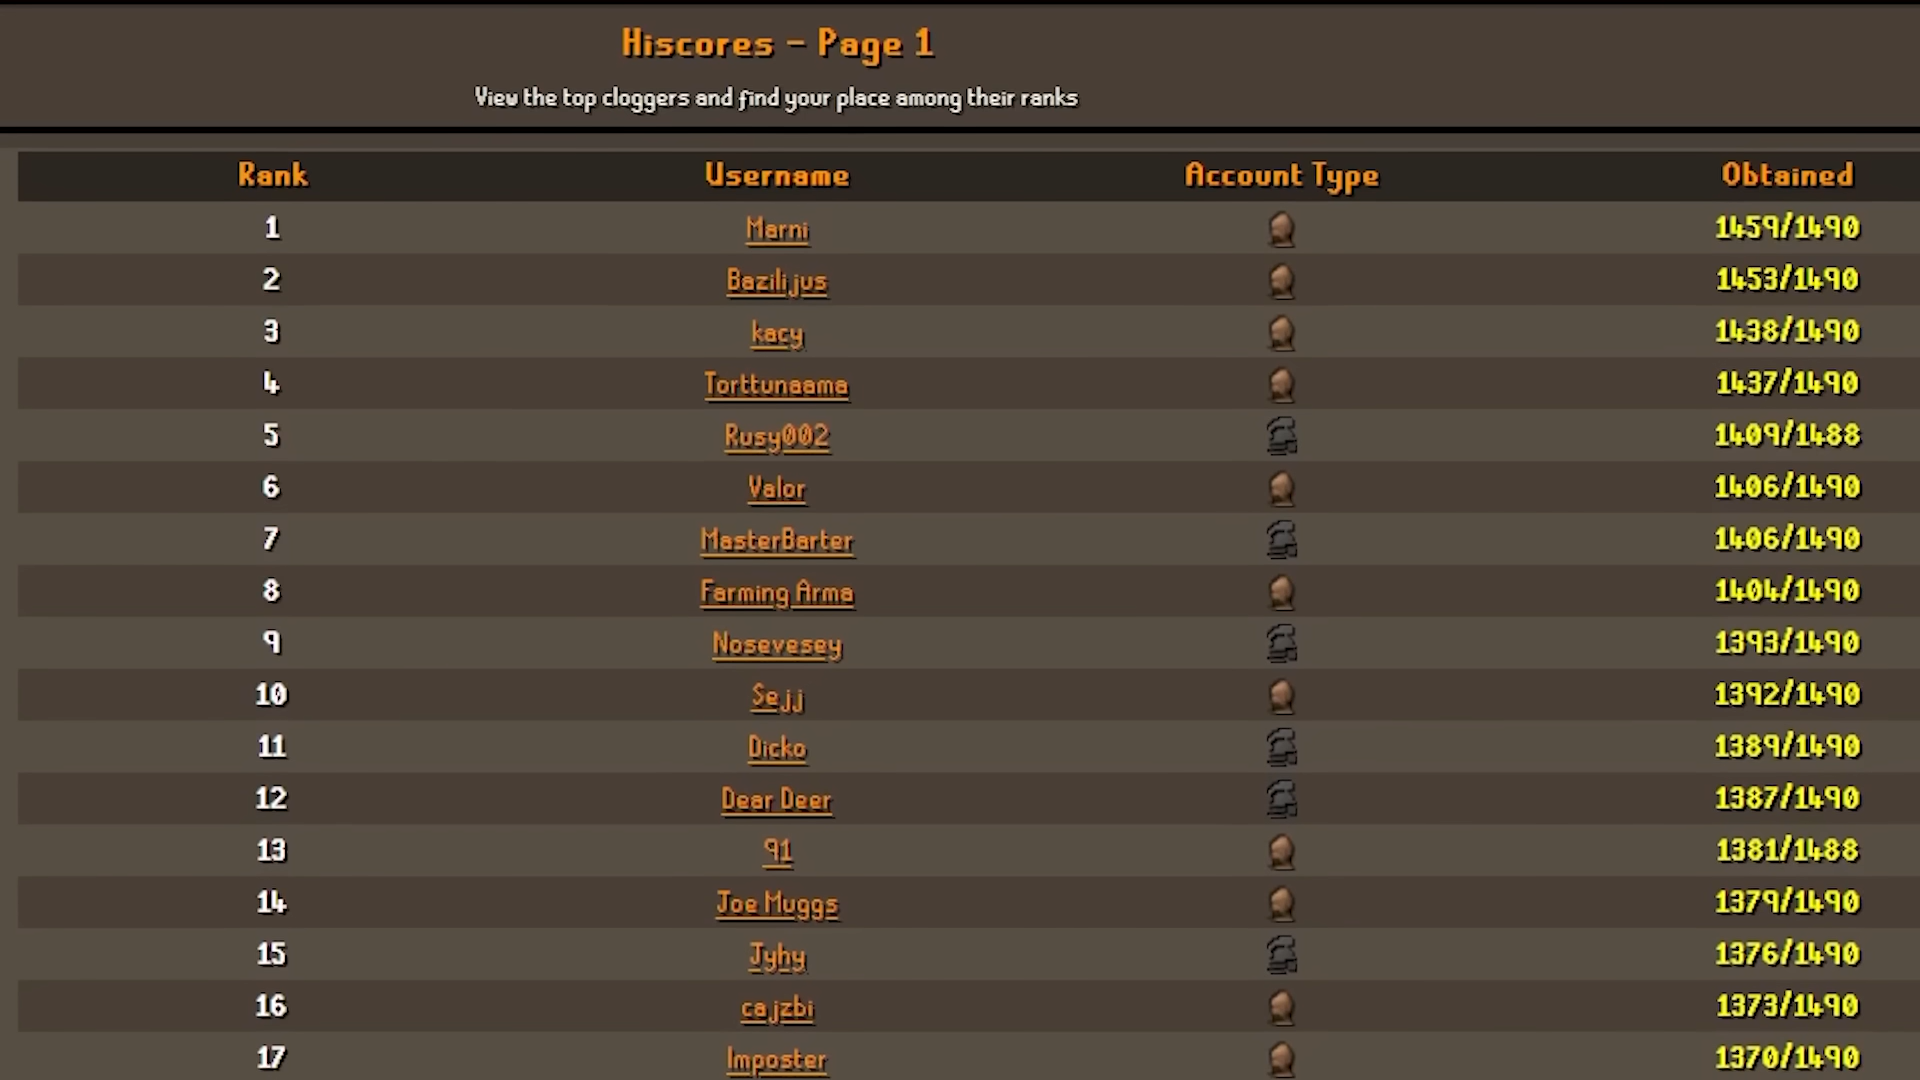 Hiscores - Page 1
View the top cloggers and find your place among their ranks
Rank Username Account Type Obtained
1 Marni 1459/1490
2 Bazilijus 1453/1490
3 kacy 1438/1490
4 Torttunaama 1437/1490
5 Rusy002 1409/1488
6 Valor 1406/1490
7 MasterBarter 1406/1490
8 Farming Arma 1404/1490
9 Nosevesey 1393/1490
10 Sejj 1392/1490
11 Dicko 1389/1490
12 Dear Deer 1387/1490
13 91 1381/1488
14 Joe Muggs 1379/1490
15 Jyhy 1376/1490
16 cajzbi 1373/1490
17 Imposter 1370/1490